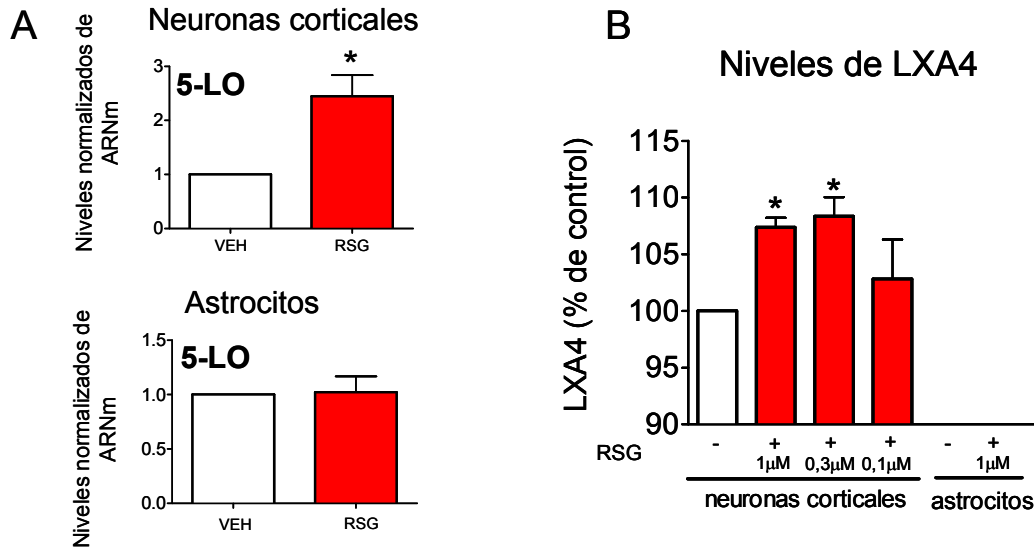 A
Neuronas corticales
Niveles normalizados de
ARNm
5-LO
*
3
2
1
0
VEH
RSG
Astrocitos
Niveles normalizados de
ARNm
5-LO
1.5
1.0
0.5
0.0
VEH
RSG
B
Niveles de LXA4
LXA4 (% de control)
115
110
105
100
95
90
* *
RSG - + + + - +
1µM 0,3µM 0,1µM 1µM
neuronas corticales astrocitos